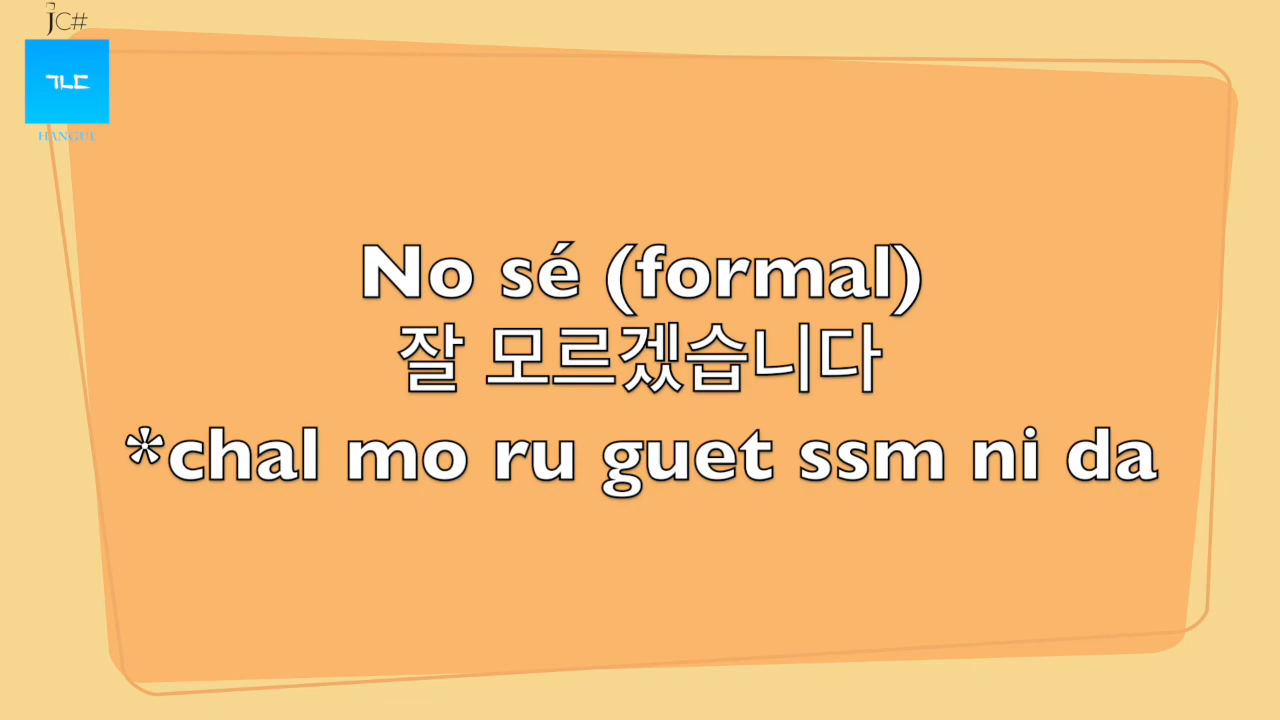 jC#
ㄱㄴㄷ
HANGUL
No sé (formal)
잘 모르겠습니다
*chal mo ru guet ssm ni da